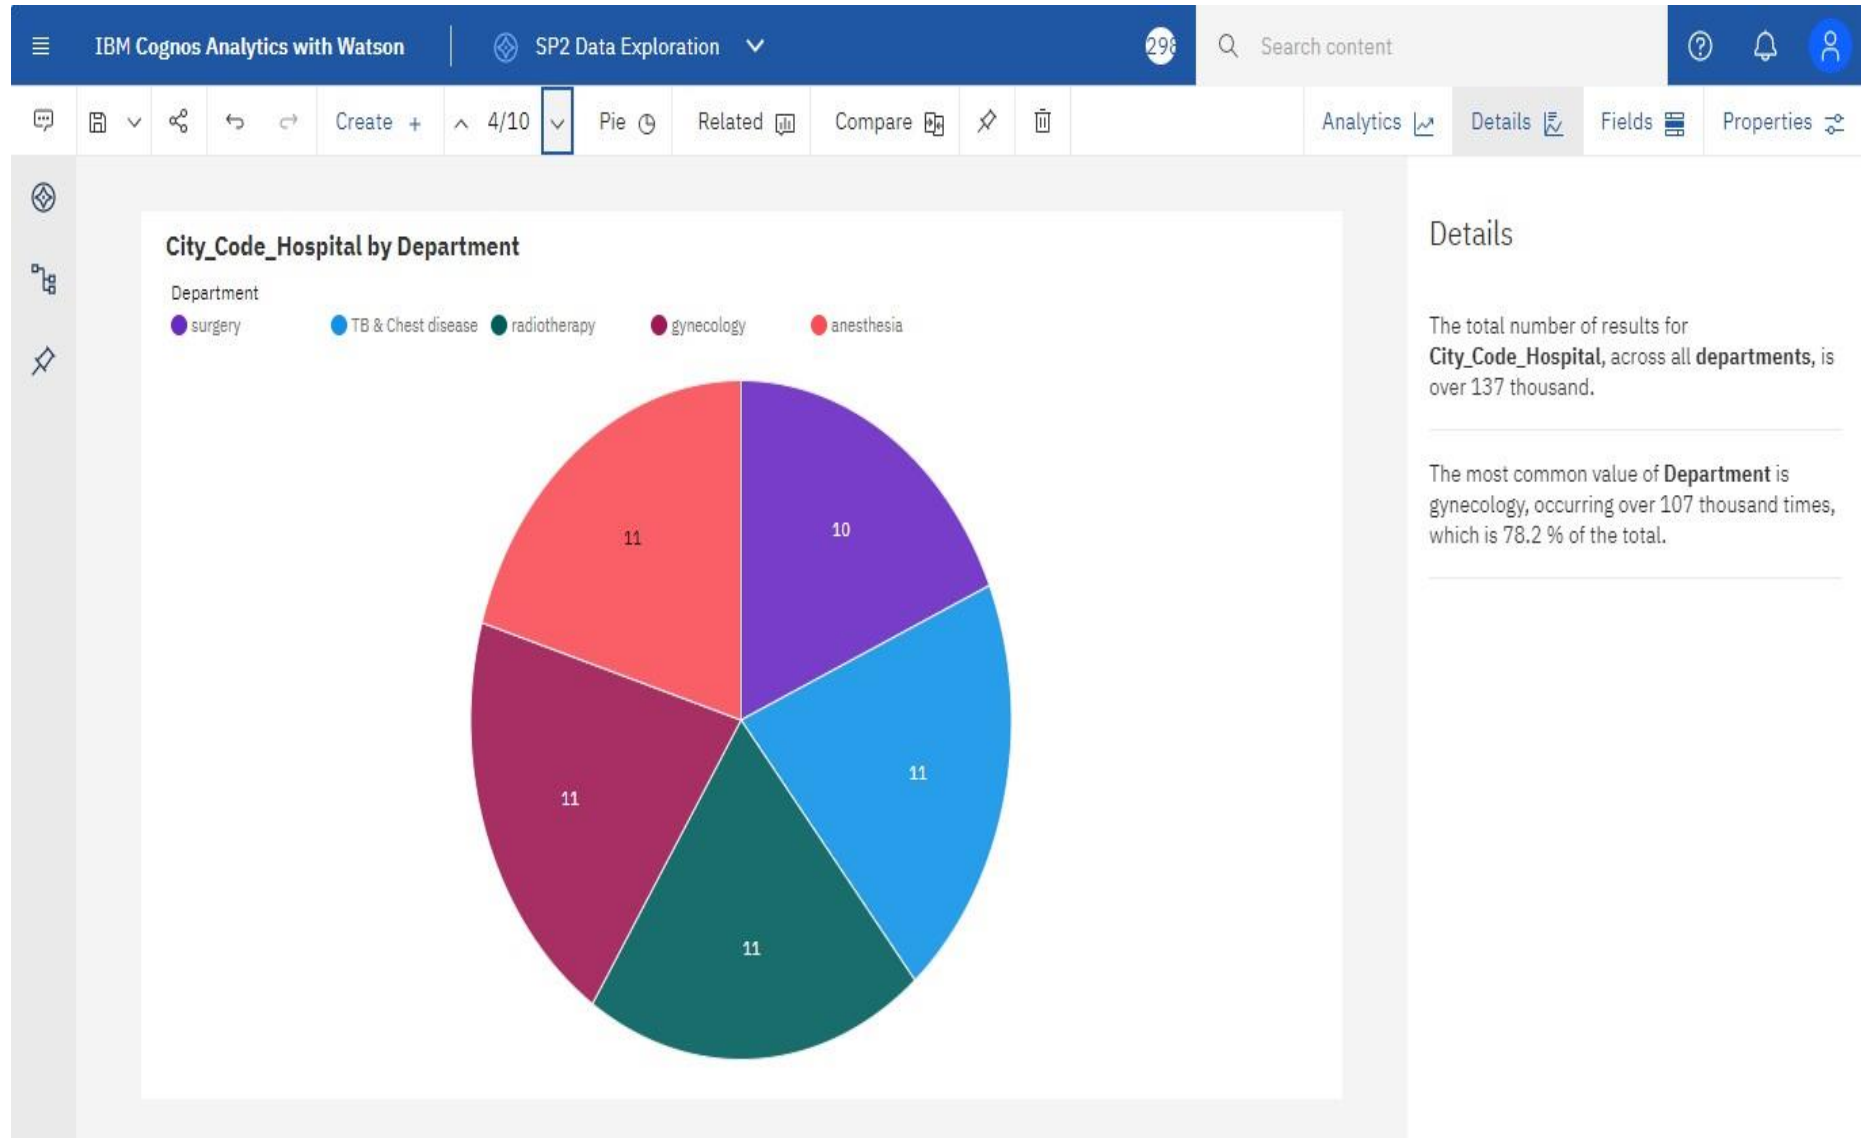 IBM Cognos Analytics with Watson
SP2 Data Exploration
298
Search content
Create +
4/10
Pie
Related
Compare
Analytics
Details
Fields
Properties
City_Code_Hospital by Department
Department
surgery
TB & Chest disease
radiotherapy
gynecology
anesthesia
11
10
11
11
11
Details
The total number of results for
City_Code_Hospital, across all departments, is
over 137 thousand.
The most common value of Department is
gynecology, occurring over 107 thousand times,
which is 78.2 % of the total.